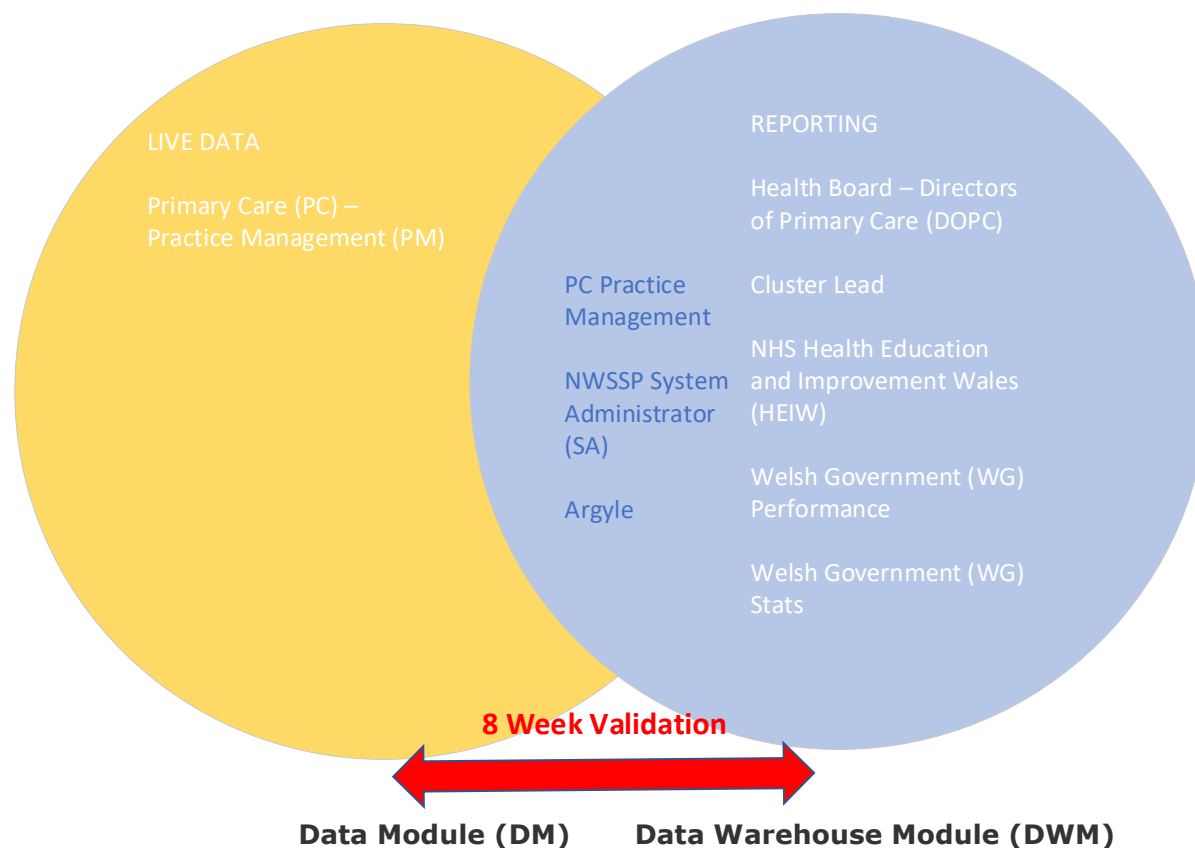 LIVE DATA
Primary Care (PC) –
Practice Management (PM)
PC Practice
Management
NWSSP System
Administrator
(SA)
Argyle
REPORTING
Health Board – Directors
of Primary Care (DOPC)
Cluster Lead
NHS Health Education
and Improvement Wales
(HEIW)
Welsh Government (WG)
Performance
Welsh Government (WG)
Stats
8 Week Validation
Data Module (DM)
Data Warehouse Module (DWM)